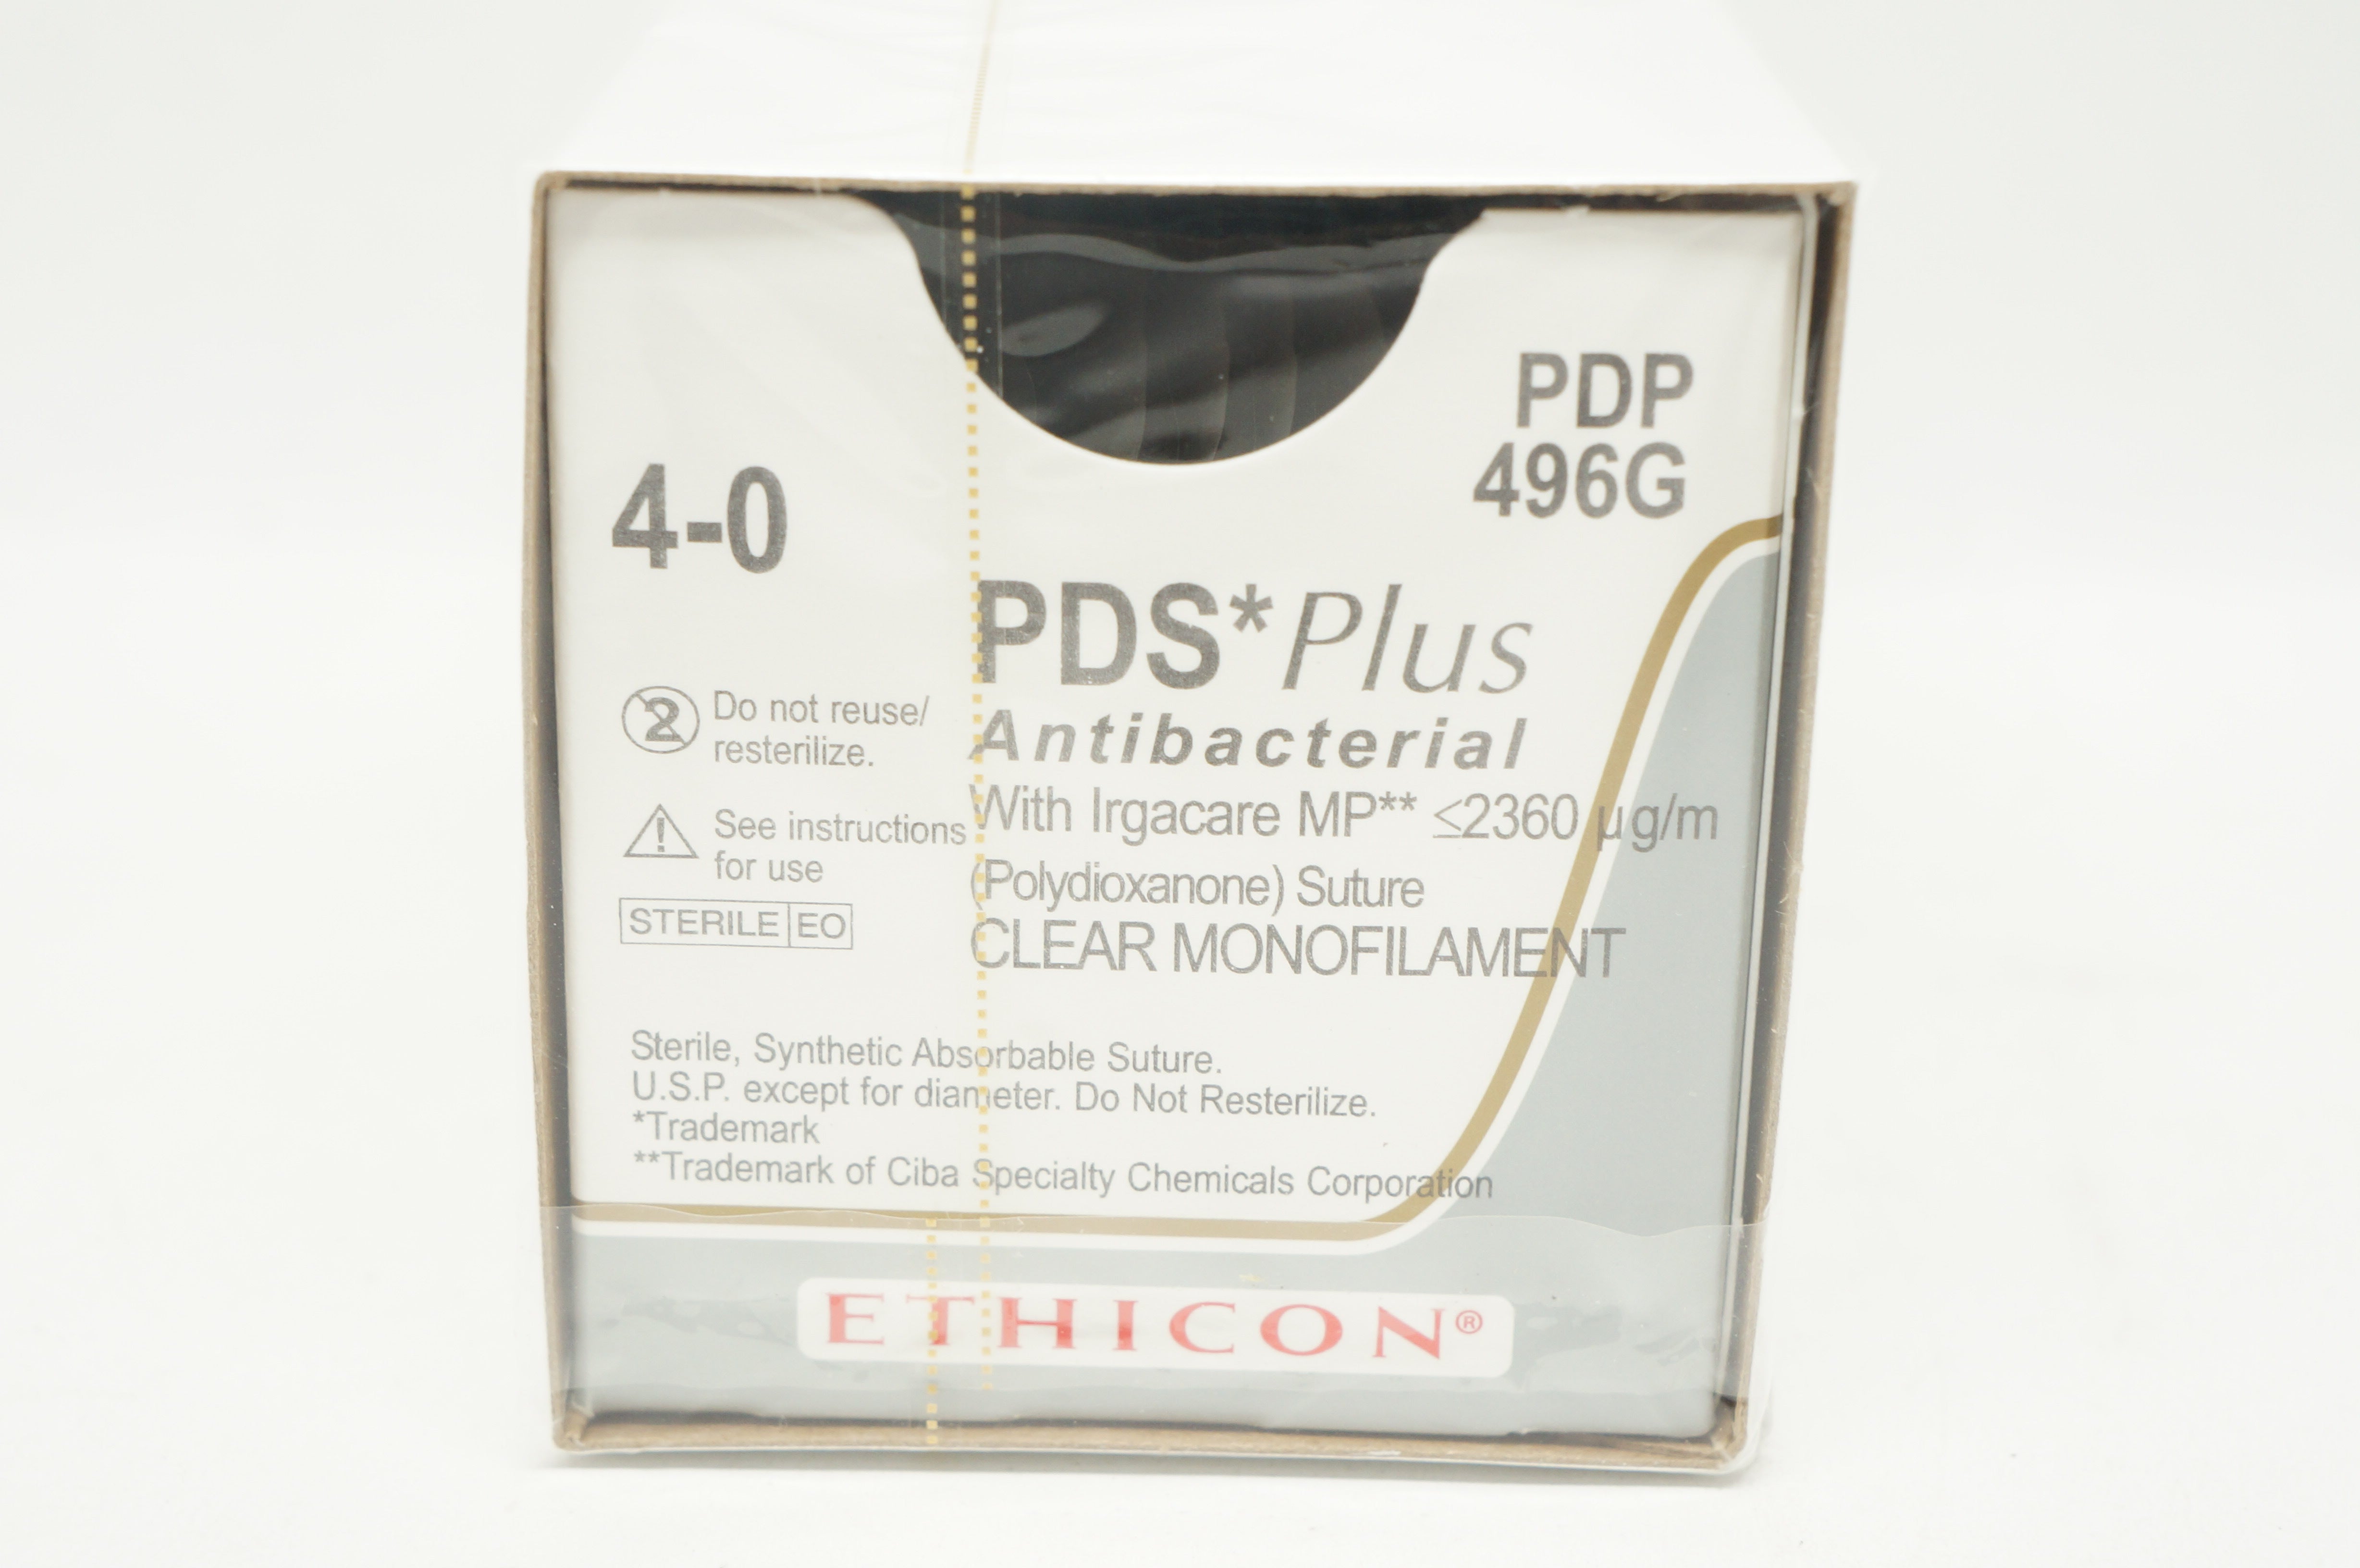 PDP
496G
4-0
PDS*Plus
Antibacterial
With Irgacare MP** ≤2360 µg/m
(Polydioxanone) Suture
CLEAR MONOFILAMENT
2
Do not reuse/
resterilize.
!
See instructions
for use
STERILE EO
Sterile, Synthetic Absorbable Suture.
U.S.P. except for diameter. Do Not Resterilize.
*Trademark
**Trademark of Ciba Specialty Chemicals Corporation
ETHICON®